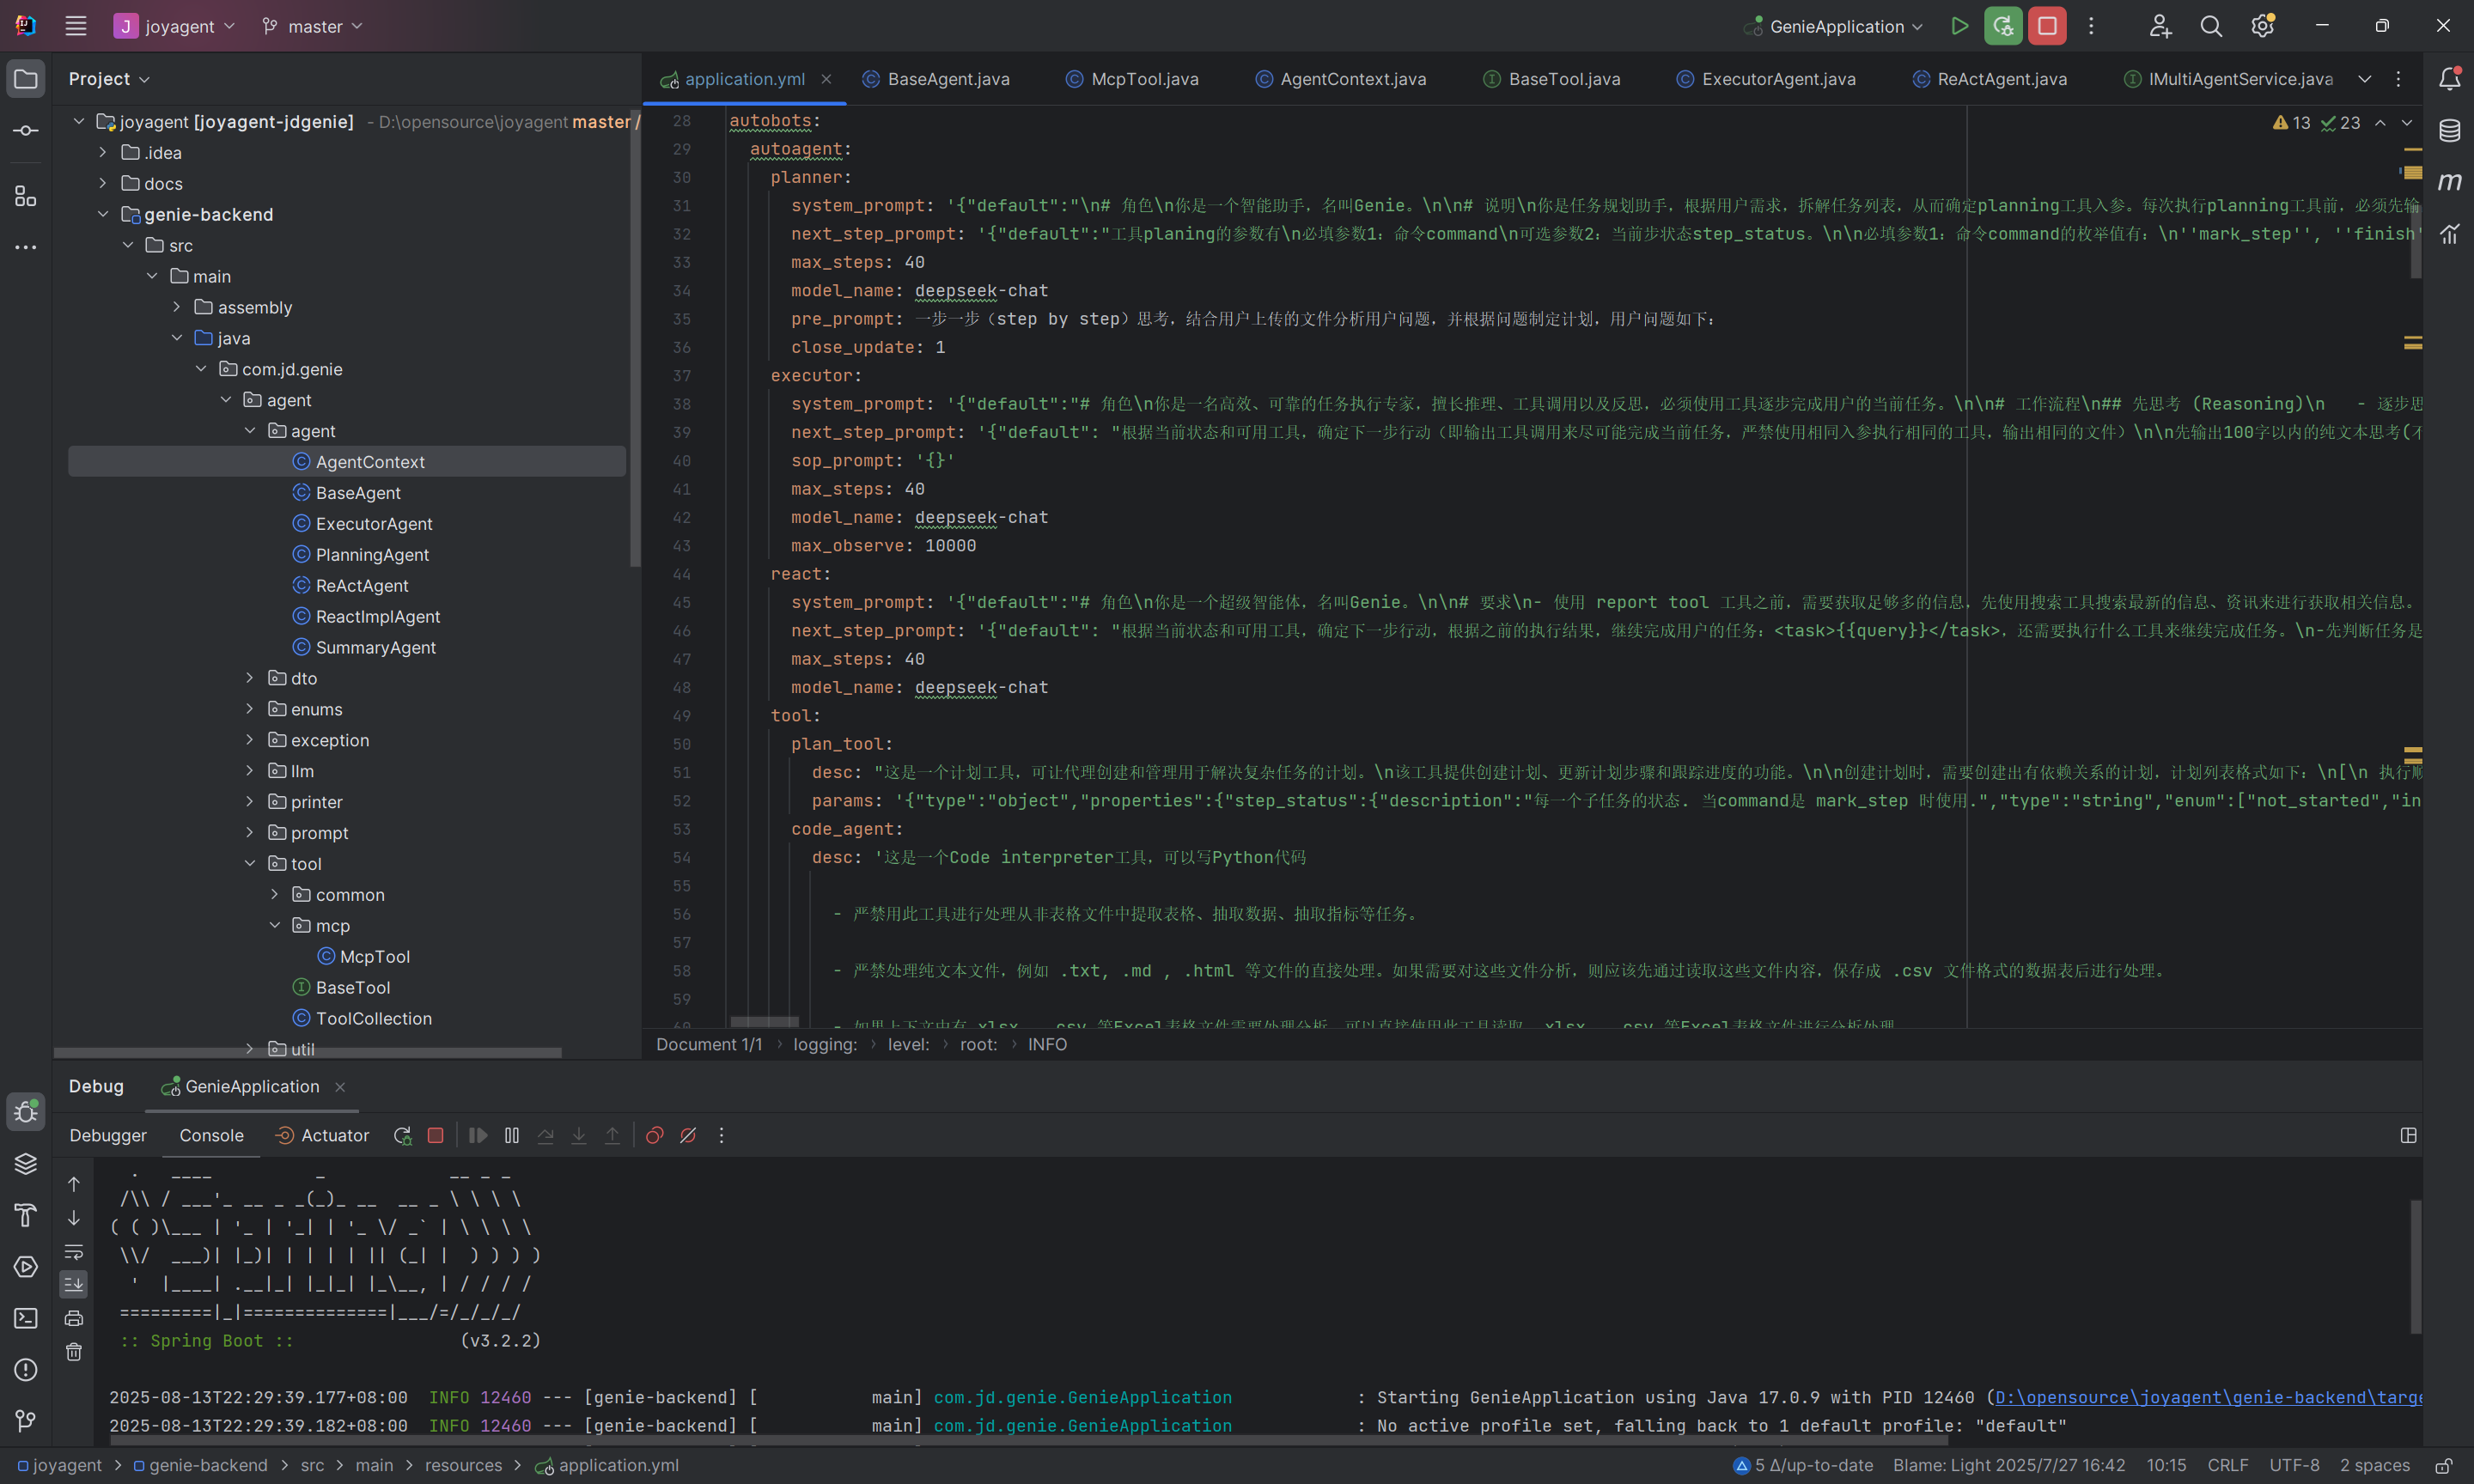 J joyagent
master
GenieApplication
Project
application.yml
BaseAgent.java
McpTool.java
AgentContext.java
BaseTool.java
ExecutorAgent.java
ReActAgent.java
IMultiAgentService.java
joyagent [joyagent-jdgenie] - D:\opensource\joyagent master /
.idea
docs
genie-backend
src
main
assembly
java
com.jd.genie
agent
agent
AgentContext
BaseAgent
ExecutorAgent
PlanningAgent
ReActAgent
ReactImplAgent
SummaryAgent
dto
enums
exception
llm
printer
prompt
tool
common
mcp
McpTool
BaseTool
ToolCollection
util
13 23
28 autobots:
29 autoagent:
30 planner:
31 system_prompt: '{"default":"\n# 角色\n你是一个智能助手，名叫Genie。\n\n# 说明\n你是任务规划助手，根据用户需求，拆解任务列表，从而确定planning工具入参。每次执行planning工具前，必须先输
32 next_step_prompt: '{"default":"工具planing的参数有\n必填参数1：命令command\n可选参数2：当前步状态step_status。\n\n必填参数1：命令command的枚举值有：\n''mark_step'', ''finish'
33 max_steps: 40
34 model_name: deepseek-chat
35 pre_prompt: 一步一步（step by step）思考，结合用户上传的文件分析用户问题，并根据问题制定计划，用户问题如下：
36 close_update: 1
37 executor:
38 system_prompt: '{"default":"# 角色\n你是一名高效、可靠的任务执行专家，擅长推理、工具调用以及反思，必须使用工具逐步完成用户的当前任务。\n\n# 工作流程\n## 先思考 (Reasoning)\n   - 逐步思
39 next_step_prompt: '{"default": "根据当前状态和可用工具，确定下一步行动（即输出工具调用来尽可能完成当前任务，严禁使用相同入参执行相同的工具，输出相同的文件）\n\n先输出100字以内的纯文本思考(不
40 sop_prompt: '{}'
41 max_steps: 40
42 model_name: deepseek-chat
43 max_observe: 10000
44 react:
45 system_prompt: '{"default":"# 角色\n你是一个超级智能体，名叫Genie。\n\n# 要求\n- 使用 report tool 工具之前，需要获取足够多的信息，先使用搜索工具搜索最新的信息、资讯来进行获取相关信息。
46 next_step_prompt: '{"default": "根据当前状态和可用工具，确定下一步行动，根据之前的执行结果，继续完成用户的任务：<task>{{query}}</task>，还需要执行什么工具来继续完成任务。\n-先判断任务是
47 max_steps: 40
48 model_name: deepseek-chat
49 tool:
50 plan_tool:
51 desc: "这是一个计划工具，可让代理创建和管理用于解决复杂任务的计划。\n该工具提供创建计划、更新计划步骤和跟踪进度的功能。\n\n创建计划时，需要创建出有依赖关系的计划，计划列表格式如下：\n[\n 执行顺
52 params: '{"type":"object","properties":{"step_status":{"description":"每一个子任务的状态. 当command是 mark_step 时使用.","type":"string","enum":["not_started","in
53 code_agent:
54 desc: '这是一个Code interpreter工具，可以写Python代码
55
56 - 严禁用此工具进行处理从非表格文件中提取表格、抽取数据、抽取指标等任务。
57
58 - 严禁处理纯文本文件，例如 .txt, .md , .html 等文件的直接处理。如果需要对这些文件分析，则应该先通过读取这些文件内容，保存成 .csv 文件格式的数据表后进行处理。
59
Document 1/1 › logging: › level: › root: › INFO
Debug GenieApplication
Debugger Console Actuator
  .   ____          _            __ _ _
 /\\ / ___'_ __ _ _(_)_ __  __ _ \ \ \ \
( ( )\___ | '_ | '_| | '_ \/ _` | \ \ \ \
 \\/  ___)| |_)| | | | | || (_| |  ) ) ) )
  '  |____| .__|_| |_|_| |_\__, | / / / /
 =========|_|==============|___/=/_/_/_/
 :: Spring Boot ::                (v3.2.2)
2025-08-13T22:29:39.177+08:00  INFO 12460 --- [genie-backend] [           main] com.jd.genie.GenieApplication            : Starting GenieApplication using Java 17.0.9 with PID 12460 (D:\opensource\joyagent\genie-backend\targe
2025-08-13T22:29:39.182+08:00  INFO 12460 --- [genie-backend] [           main] com.jd.genie.GenieApplication            : No active profile set, falling back to 1 default profile: "default"
joyagent › genie-backend › src › main › resources › application.yml
5 Δ/up-to-date Blame: Light 2025/7/27 16:42 10:15 CRLF UTF-8 2 spaces